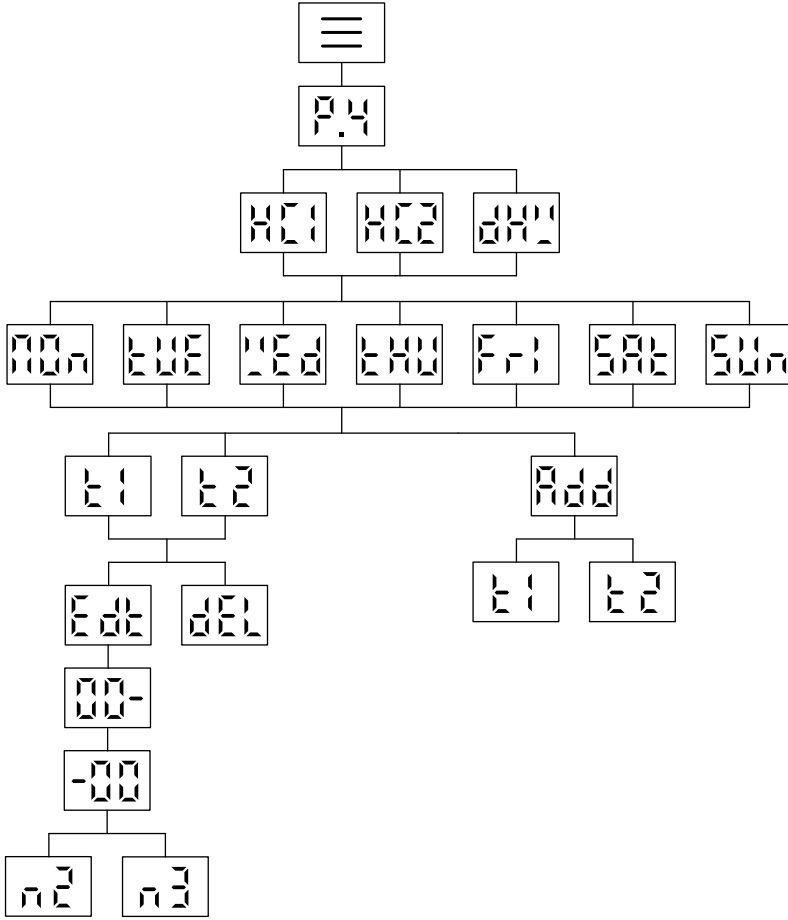 P.4
HC1 HC2 dHW
MOn tUE WEd tHU FrI SAt SUn
t1 t2 Add
t1 t2
Edt dEL
00-
-00
n2 n3